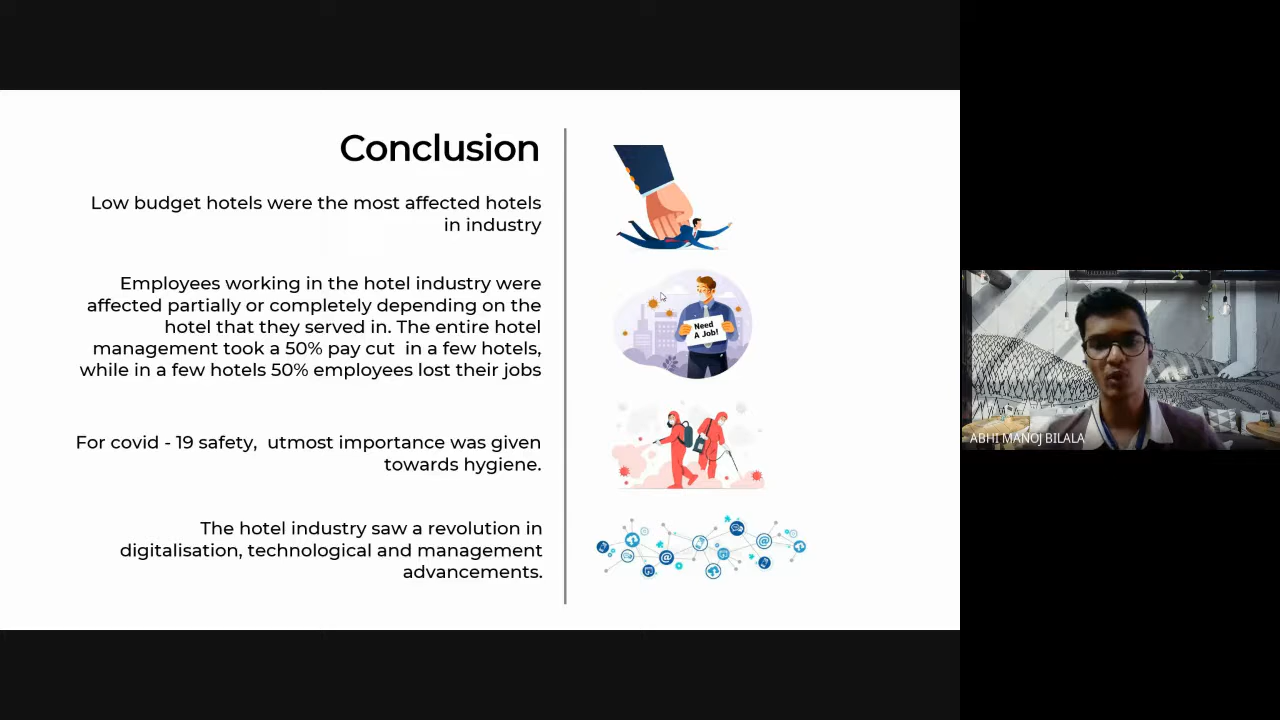 Conclusion
Low budget hotels were the most affected hotels
in industry
Employees working in the hotel industry were
affected partially or completely depending on the
hotel that they served in. The entire hotel
management took a 50% pay cut  in a few hotels,
while in a few hotels 50% employees lost their jobs
For covid - 19 safety,  utmost importance was given
towards hygiene.
The hotel industry saw a revolution in
digitalisation, technological and management
advancements.
Need
A Job!
ABHI MANOJ BILALA